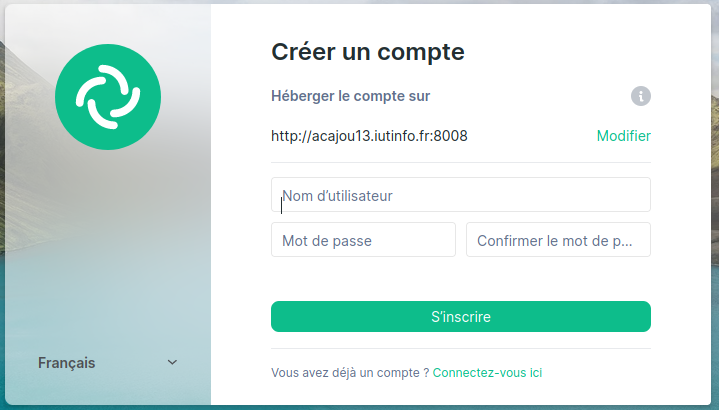 Créer un compte
Héberger le compte sur
http://acajou13.iutinfo.fr:8008 Modifier
Nom d’utilisateur
Mot de passe Confirmer le mot de p...
S’inscrire
Français
Vous avez déjà un compte ? Connectez-vous ici